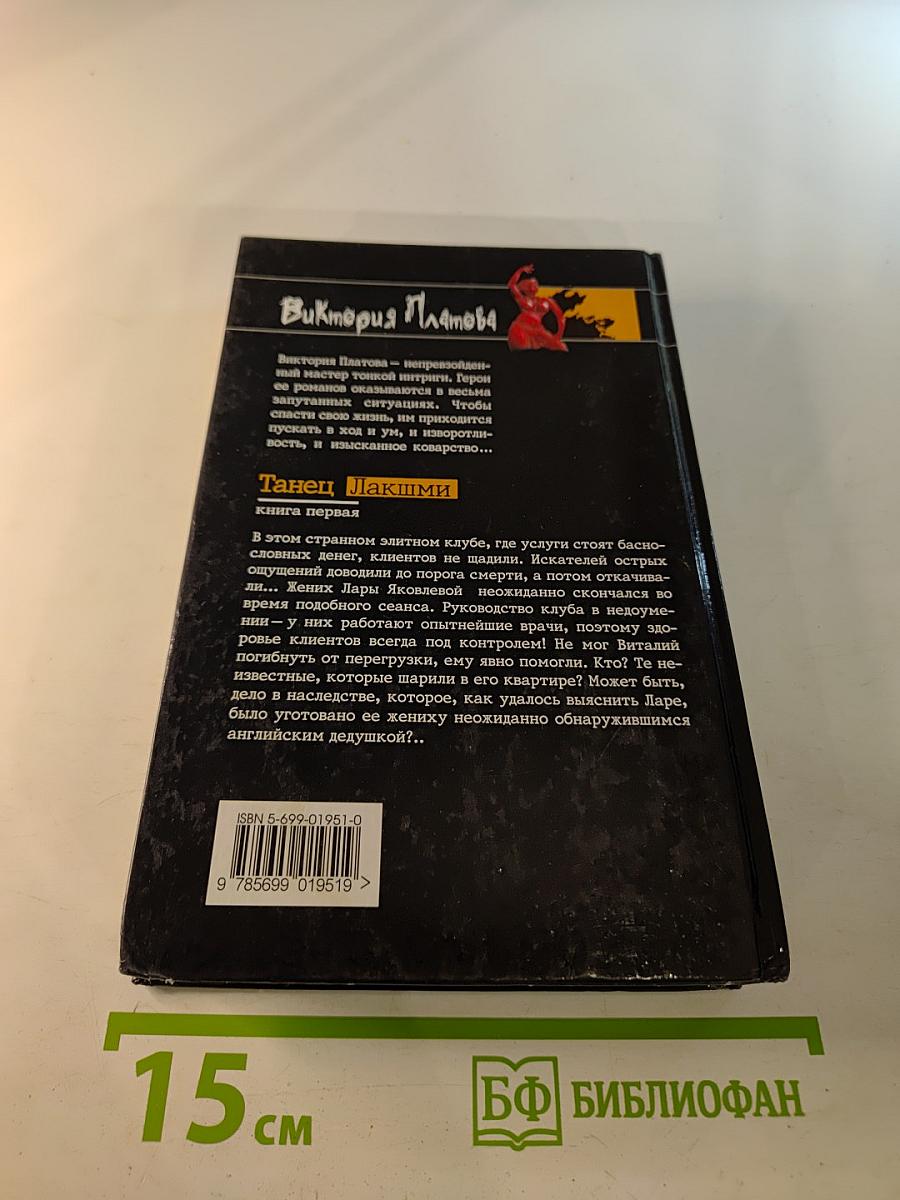 Виктория Платова
Виктория Платова — непревзойден-
ный мастер тонкой интриги. Герои
ее романов оказываются в весьма
запутанных ситуациях. Чтобы
спасти свою жизнь, им приходится
пускать в ход и ум, и изворотли-
вость, и изысканное коварство...
Танец Лакшми
книга первая
В этом странном элитном клубе, где услуги стоят басно-
словных денег, клиентов не щадили. Искателей острых
ощущений доводили до порога смерти, а потом откачива-
ли... Жених Лары Яковлевой неожиданно скончался во
время подобного сеанса. Руководство клуба в недоуме-
нии — у них работают опытнейшие врачи, поэтому здо-
ровье клиентов всегда под контролем! Не мог Виталий
погибнуть от перегрузки, ему явно помогли. Кто? Те не-
известные, которые шарили в его квартире? Может быть,
дело в наследстве, которое, как удалось выяснить Ларе,
было уготовано ее жениху неожиданно обнаружившимся
английским дедушкой?..
ISBN 5-699-01951-0
9 785699 019519 >
15 см
БФ БИБЛИОФАН